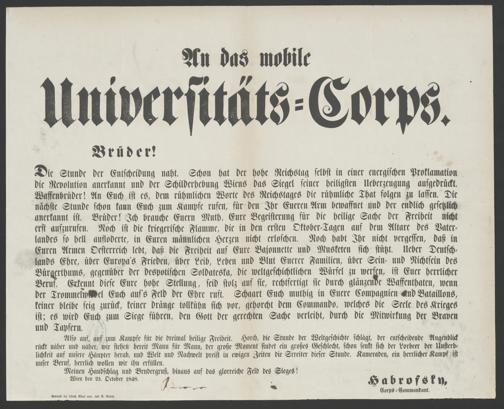 An das mobile
Universitäts-Corps.
Brüder!
Die Stunde der Entscheidung naht. Schon hat der hohe Reichstag selbst in einer energischen Proklamation
die Revolution anerkannt und der Schilderhebung Wiens das Siegel seiner heiligsten Ueberzeugung aufgedrückt.
Waffenbrüder! An Euch ist es, dem rühmlichen Worte des Reichstages die rühmliche That folgen zu lassen. Die
nächste Stunde schon kann Euch zum Kampfe rufen, für den Ihr Eueren Arm bewaffnet und der endlich gesetzlich
anerkannt ist. Brüder! Ich brauche Euern Muth, Eure Begeisterung für die heilige Sache der Freiheit nicht
erst aufzurufen. Noch ist die kriegerische Flamme, die in den ersten Oktober-Tagen auf dem Altare des Vater-
landes so hell aufloderte, in Euren männlichen Herzen nicht erloschen. Noch habt Ihr nicht vergessen, daß in
Euren Armen Oesterreich lebt, daß die Freiheit auf Eure Bajonnete und Musketen sich stützt. Ueber Deutsch-
lands Ehre, über Europa's Frieden, über Leib, Leben und Blut Euerer Familien, über Sein und Nichtsein des
Bürgerthums, gegenüber der despotischen Soldateska, die weltgeschichtlichen Würfel zu werfen, ist Euer herrlicher
Beruf. Erkennt diese Eure hohe Stellung, seid stolz auf sie, rechtfertigt sie durch glänzende Waffenthaten, wenn
der Trommelwirbel Euch auf's Feld der Ehre ruft. Schaart Euch muthig in Euere Compagnien und Bataillons,
keiner bleibe feig zurück, keiner dränge tollkühn sich vor, gehorcht dem Commando, welches die Seele des Krieges
ist; es wird Euch zum Siege führen, den Gott der gerechten Sache verleiht, durch die Mitwirkung der Braven
und Tapfern.
Also auf, auf zum Kampfe für die dreimal heilige Freiheit. Horch, die Stunde der Weltgeschichte schlägt, der entscheidende Augenblick
rückt näher und näher, wir stehen bereit Mann für Mann, der große Moment findet ein großes Geschlecht, schon senkt sich der Lorbeer der Unsterb-
lichkeit auf unsere Häupter herab, und Welt und Nachwelt preist in ewigen Zeiten die Streiter dieser Stunde. Kameraden, ein herrlicher Kampf ist
unser Beruf, herrlich wollen wir ihn erfüllen.
Meinen Handschlag und Brudergruß, hinaus auf das glorreiche Feld des Sieges!
Wien den 21. October 1848.
Habrofsky,
Corps-Commandant.